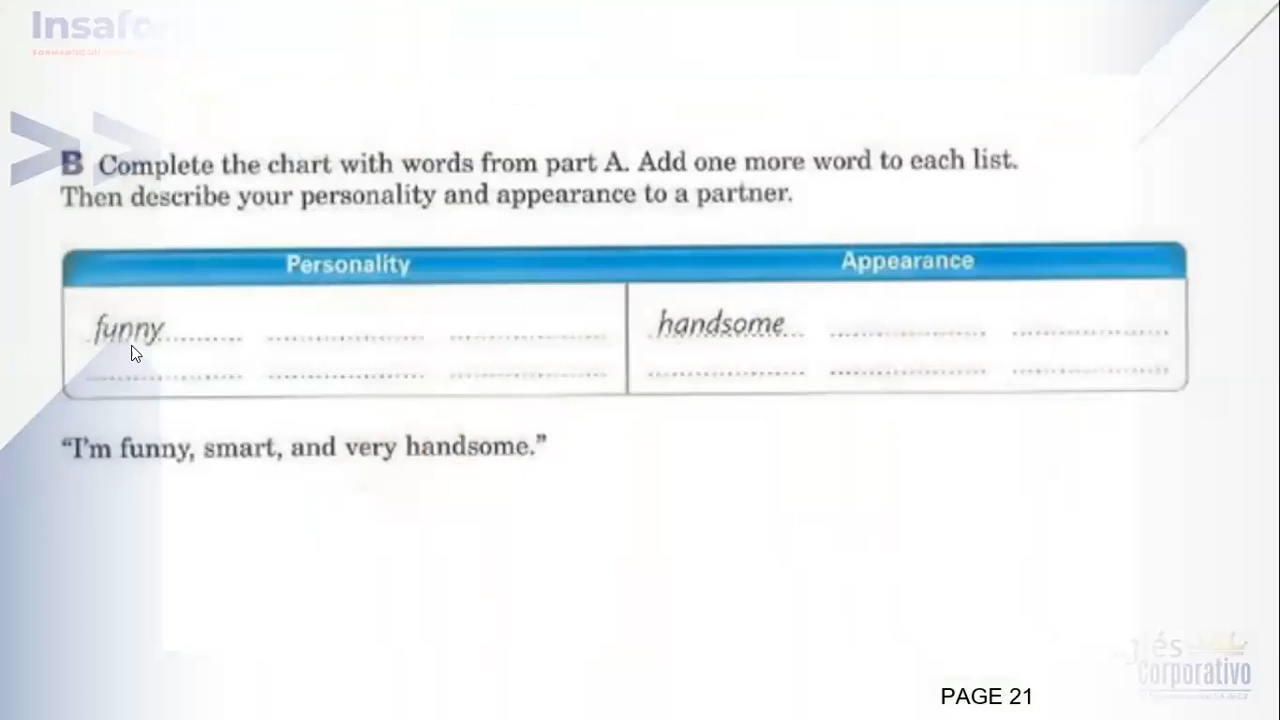 Insafor
B Complete the chart with words from part A. Add one more word to each list.
Then describe your personality and appearance to a partner.
Personality Appearance
funny handsome
"I'm funny, smart, and very handsome."
és
Corporativo
PAGE 21